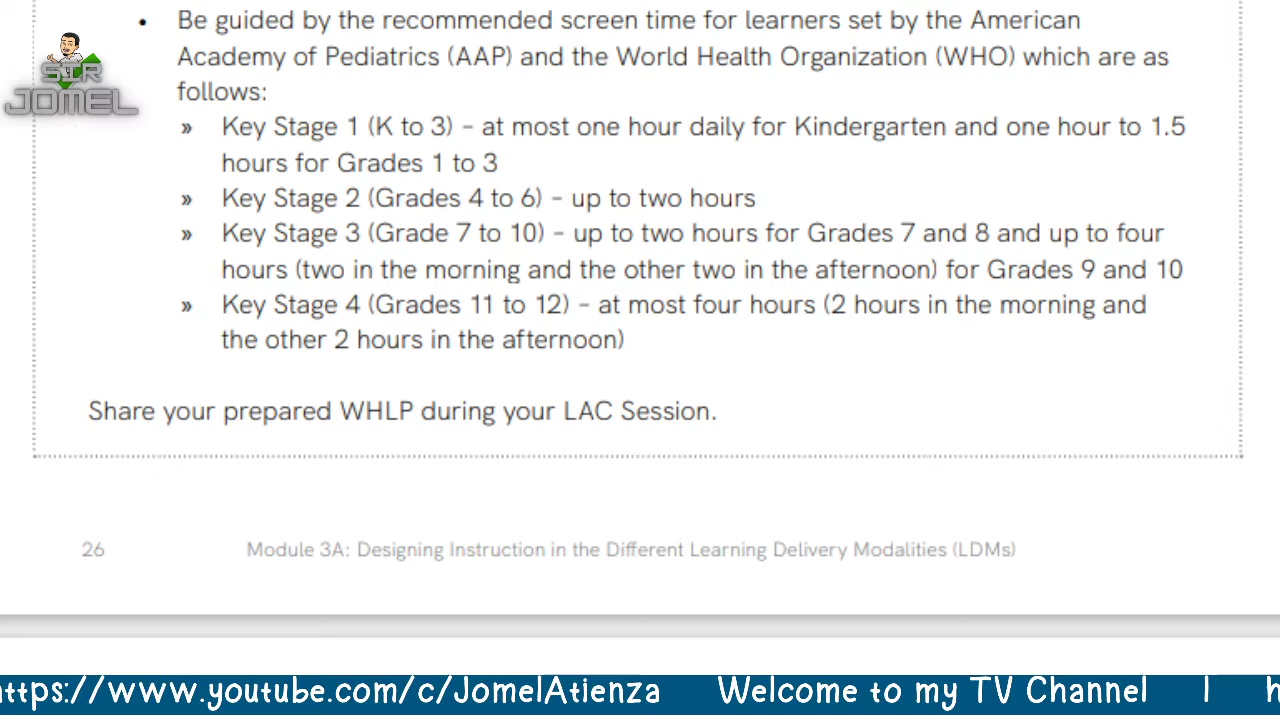 • Be guided by the recommended screen time for learners set by the American
Academy of Pediatrics (AAP) and the World Health Organization (WHO) which are as
follows:
» Key Stage 1 (K to 3) – at most one hour daily for Kindergarten and one hour to 1.5
hours for Grades 1 to 3
» Key Stage 2 (Grades 4 to 6) – up to two hours
» Key Stage 3 (Grade 7 to 10) – up to two hours for Grades 7 and 8 and up to four
hours (two in the morning and the other two in the afternoon) for Grades 9 and 10
» Key Stage 4 (Grades 11 to 12) – at most four hours (2 hours in the morning and
the other 2 hours in the afternoon)
Share your prepared WHLP during your LAC Session.
26 Module 3A: Designing Instruction in the Different Learning Delivery Modalities (LDMs)
SIR
JOMEL
ttps://www.youtube.com/c/JomelAtienza Welcome to my TV Channel | h